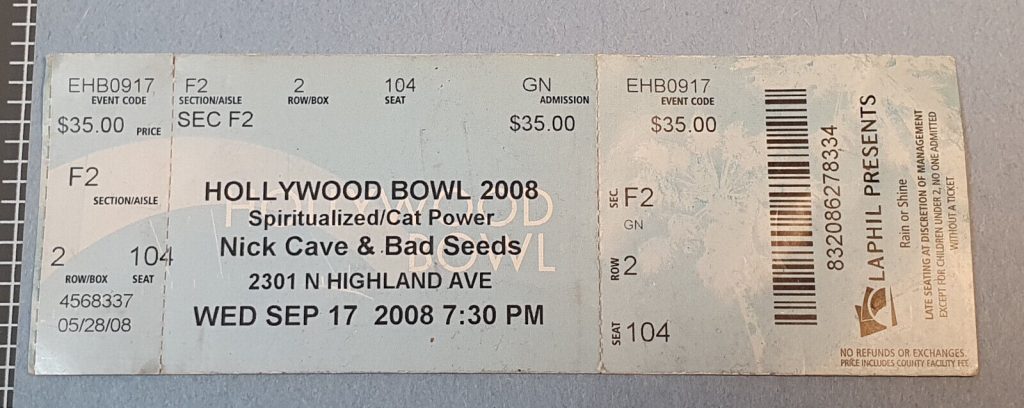 EHB0917
EVENT CODE
$35.00 PRICE
F2
SECTION/AISLE
2 104
ROW/BOX SEAT
4568337
05/28/08
F2 2 104 GN
SECTION/AISLE ROW/BOX SEAT ADMISSION
SEC F2 $35.00
HOLLYWOOD BOWL 2008
Spiritualized/Cat Power
Nick Cave & Bad Seeds
2301 N HIGHLAND AVE
WED SEP 17 2008 7:30 PM
HOLLYWOOD
BOWL
EHB0917
EVENT CODE
$35.00
SEC F2
GN
ROW 2
SEAT 104
832086278334
LA PHIL PRESENTS
Rain or Shine
LATE SEATING AT DISCRETION OF MANAGEMENT
EXCEPT FOR CHILDREN UNDER 2, NO ONE ADMITTED
WITHOUT A TICKET
NO REFUNDS OR EXCHANGES.
PRICE INCLUDES COUNTY FACILITY FEE.